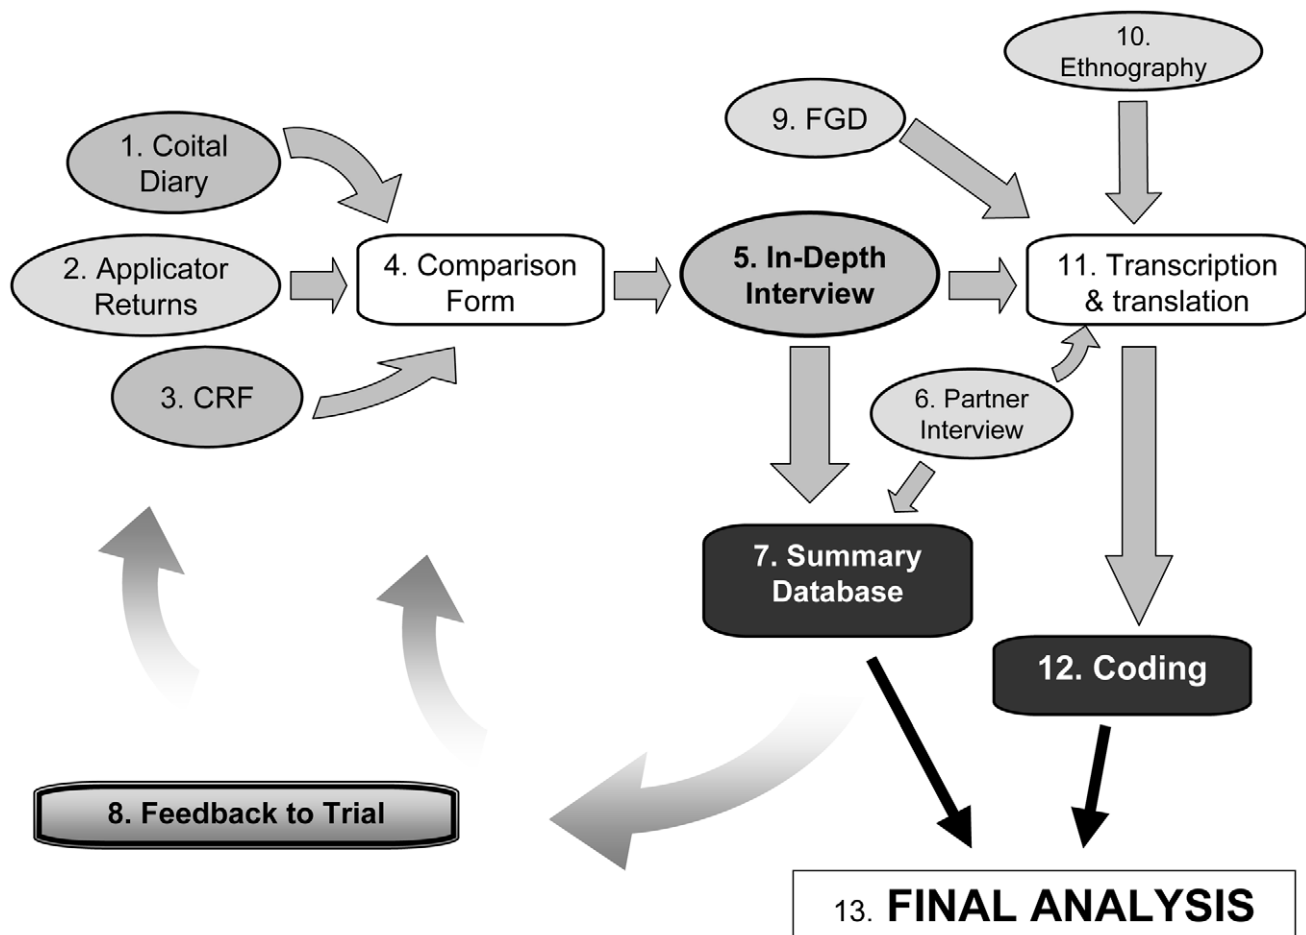 1. Coital
Diary
2. Applicator
Returns
3. CRF
4. Comparison
Form
5. In-Depth
Interview
6. Partner
Interview
7. Summary
Database
8. Feedback to Trial
9. FGD
10.
Ethnography
11. Transcription
& translation
12. Coding
13. FINAL ANALYSIS